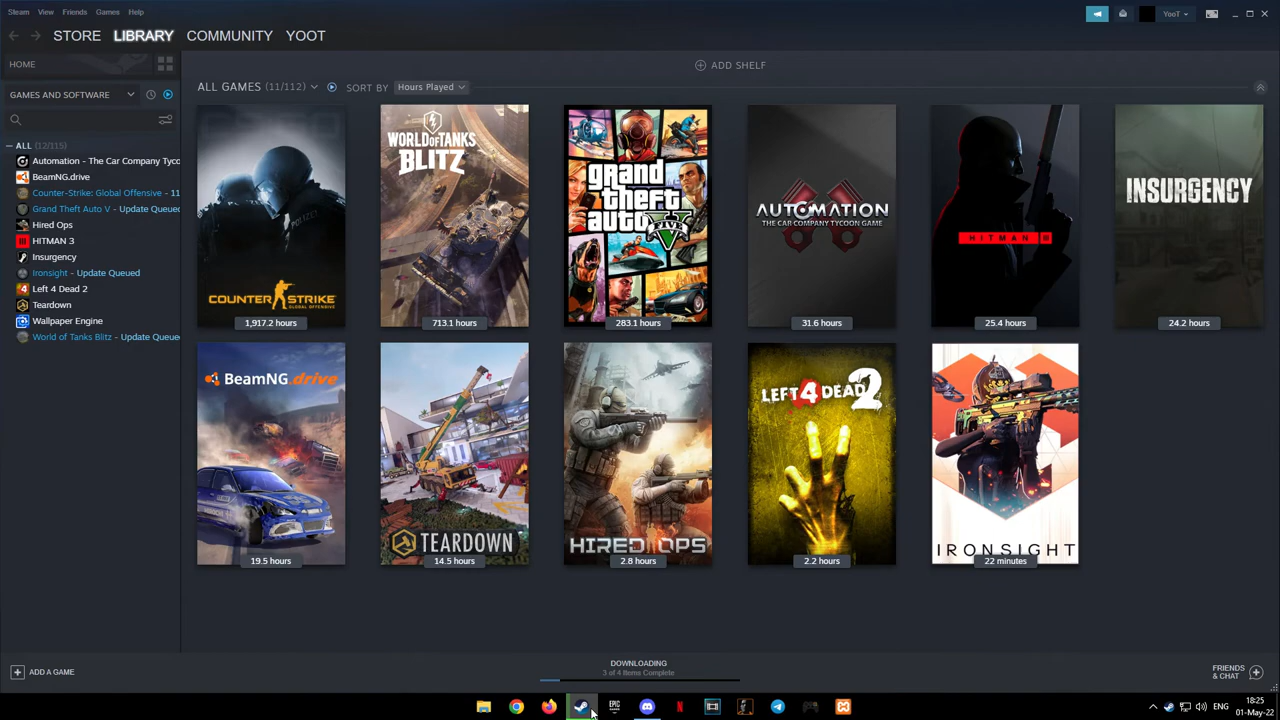 Steam View Friends Games Help
YooT
STORE LIBRARY COMMUNITY YOOT
HOME
ADD SHELF
GAMES AND SOFTWARE
ALL GAMES (11/112) SORT BY Hours Played
ALL (12/115)
Automation - The Car Company Tyco
BeamNG.drive
Counter-Strike: Global Offensive - 11
Grand Theft Auto V - Update Queued
Hired Ops
HITMAN 3
Insurgency
Ironsight - Update Queued
Left 4 Dead 2
Teardown
Wallpaper Engine
World of Tanks Blitz - Update Queued
POLIZEI
COUNTER STRIKE
GLOBAL OFFENSIVE
1,917.2 hours
WORLD OF TANKS
BLITZ
713.1 hours
grand
theft
auto
V
FIVE
283.1 hours
AUTOMATION
THE CAR COMPANY TYCOON GAME
31.6 hours
HITMAN III
25.4 hours
INSURGENCY
24.2 hours
BeamNG.drive
19.5 hours
TEARDOWN
14.5 hours
HIRED OPS
2.8 hours
LEFT 4 DEAD 2
2.2 hours
IRONSIGHT
22 minutes
ADD A GAME
DOWNLOADING
3 of 4 Items Complete
FRIENDS
& CHAT
EPIC
N
ENG
18:25
01-May-22